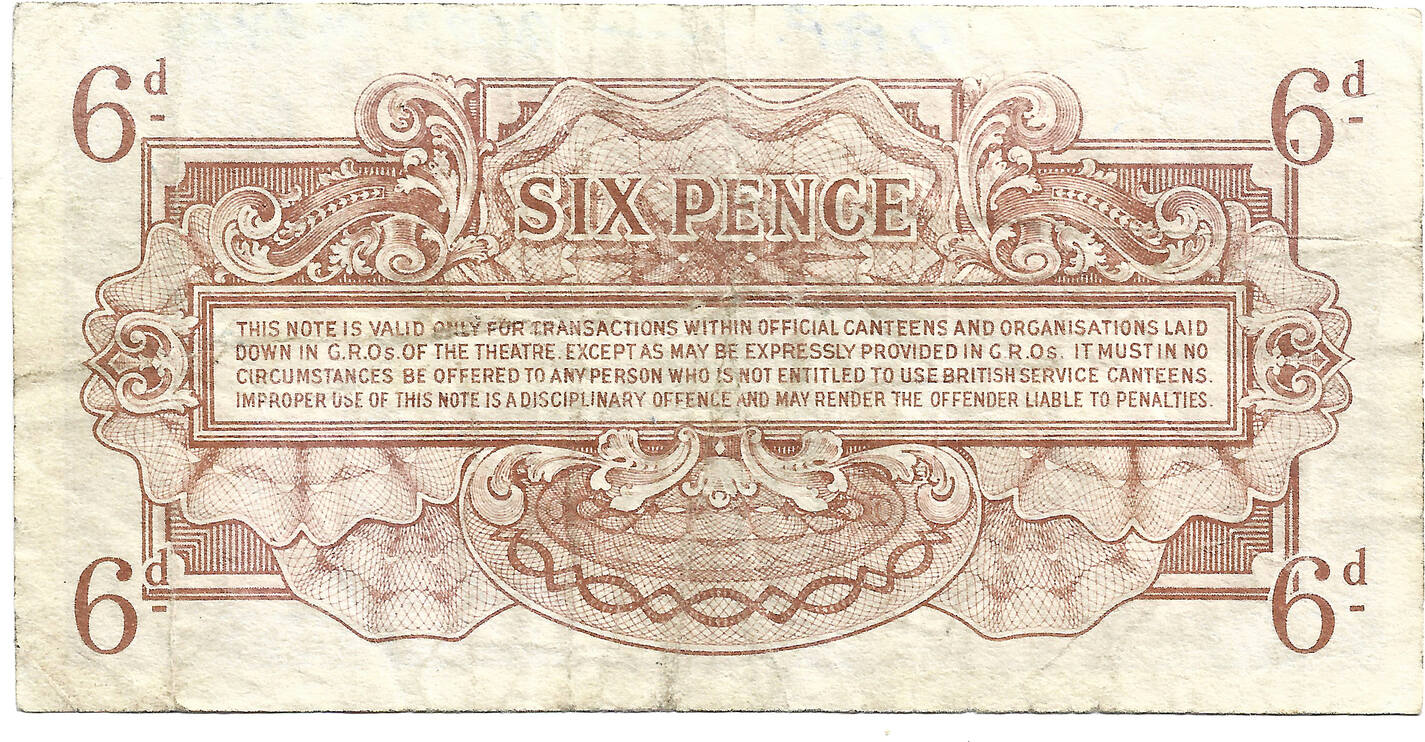 6d
6d
SIX PENCE
THIS NOTE IS VALID ONLY FOR TRANSACTIONS WITHIN OFFICIAL CANTEENS AND ORGANISATIONS LAID
DOWN IN G.R.Os. OF THE THEATRE. EXCEPT AS MAY BE EXPRESSLY PROVIDED IN G.R.Os. IT MUST IN NO
CIRCUMSTANCES BE OFFERED TO ANY PERSON WHO IS NOT ENTITLED TO USE BRITISH SERVICE CANTEENS.
IMPROPER USE OF THIS NOTE IS A DISCIPLINARY OFFENCE AND MAY RENDER THE OFFENDER LIABLE TO PENALTIES.
6d
6d